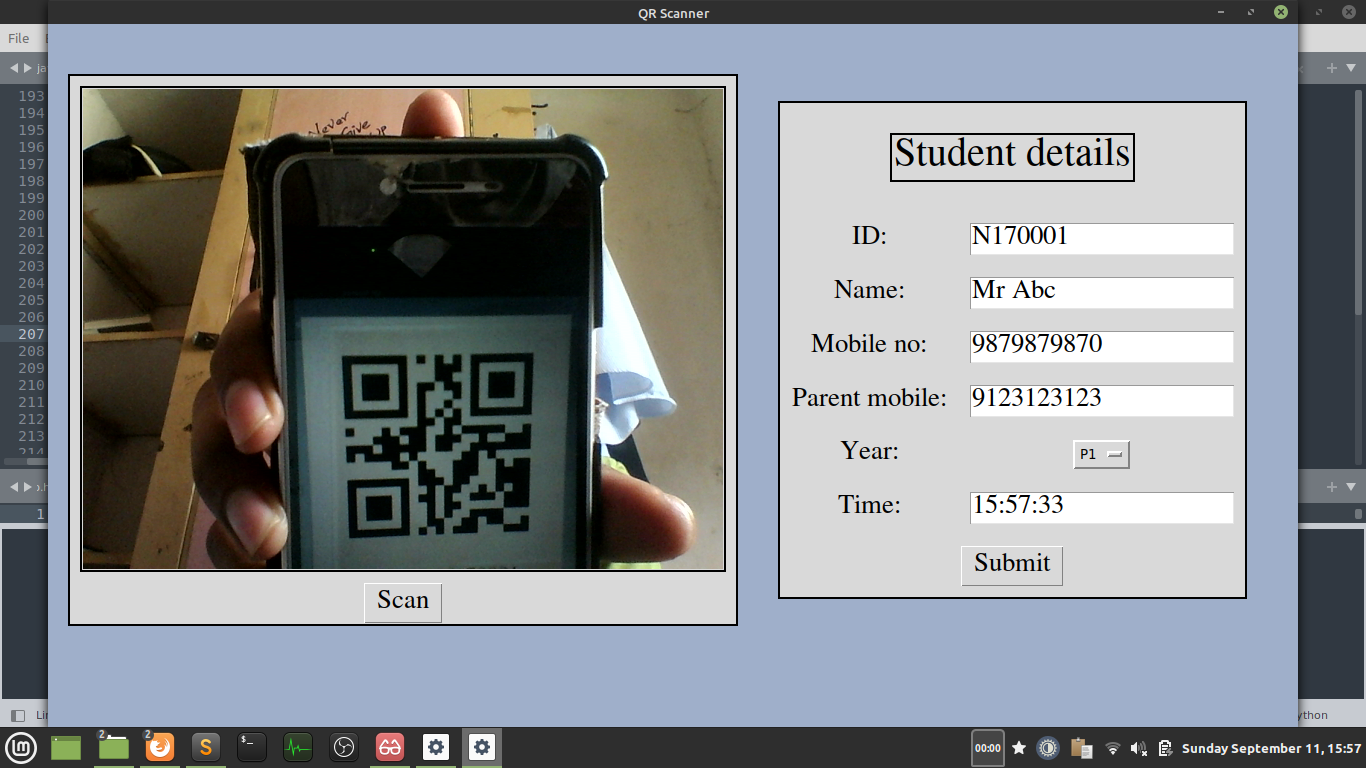 QR Scanner
File
193
194
195
196
197
198
199
200
201
202
203
204
205
206
207
208
209
210
211
212
213
214
1
Never
Give
Up
Scan
Student details
ID: N170001
Name: Mr Abc
Mobile no: 9879879870
Parent mobile: 9123123123
Year: P1
Time: 15:57:33
Submit
2
2
S
$_
00:00
Sunday September 11, 15:57